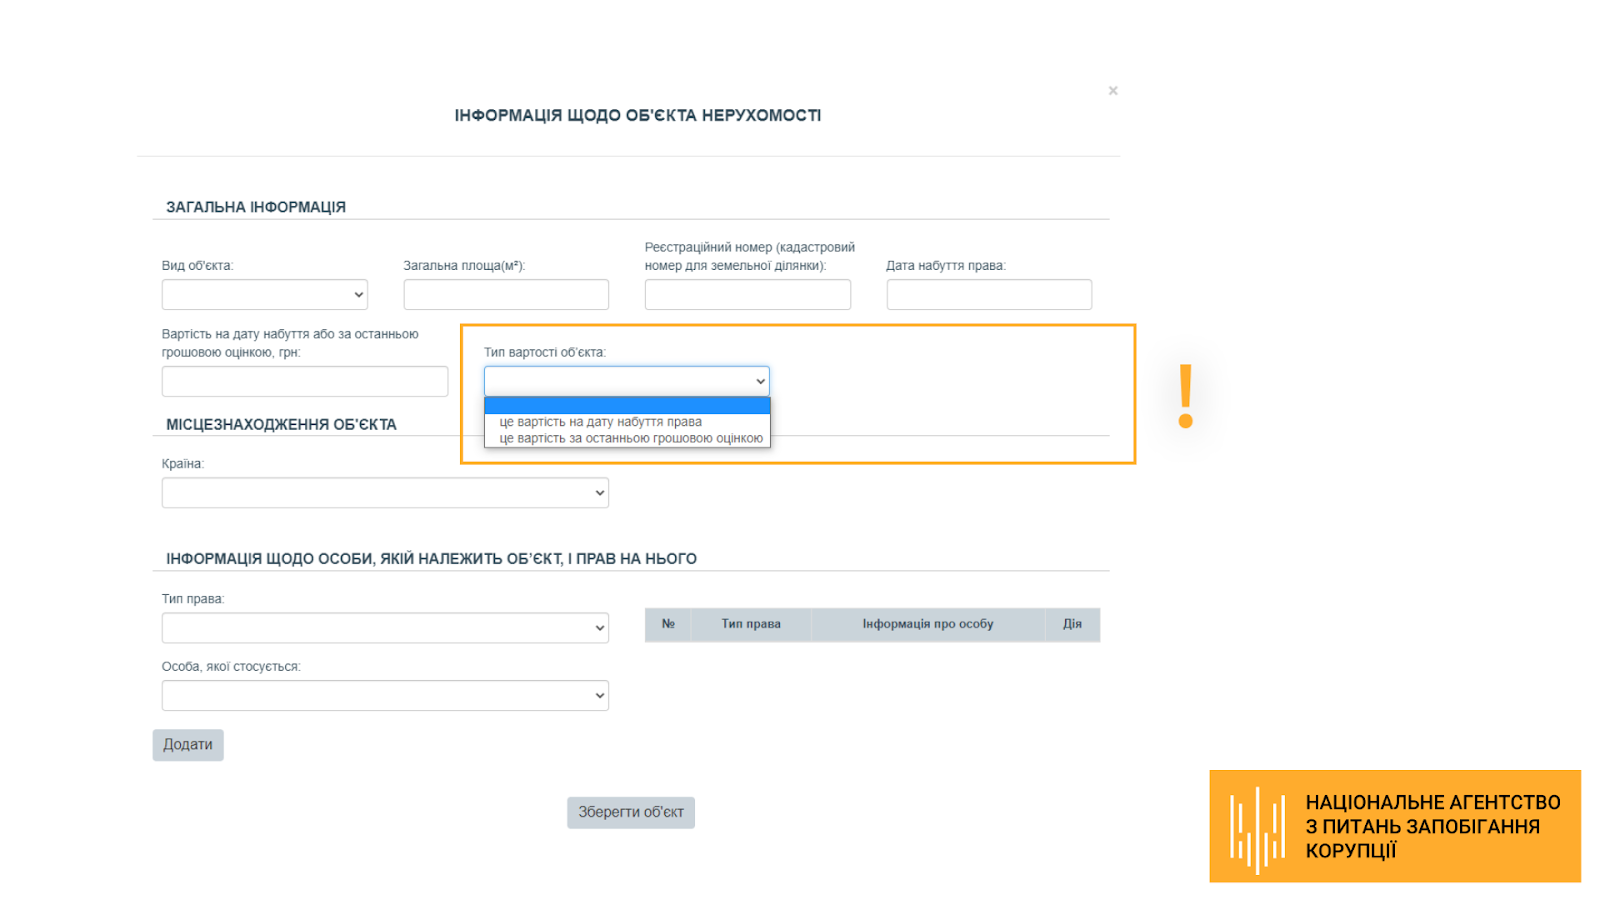 ×
ІНФОРМАЦІЯ ЩОДО ОБ'ЄКТА НЕРУХОМОСТІ
ЗАГАЛЬНА ІНФОРМАЦІЯ
Вид об'єкта:
Загальна площа(м²):
Реєстраційний номер (кадастровий
номер для земельної ділянки):
Дата набуття права:
Вартість на дату набуття або за останньою
грошовою оцінкою, грн:
Тип вартості об'єкта:
це вартість на дату набуття права
це вартість за останньою грошовою оцінкою
!
МІСЦЕЗНАХОДЖЕННЯ ОБ'ЄКТА
Країна:
ІНФОРМАЦІЯ ЩОДО ОСОБИ, ЯКІЙ НАЛЕЖИТЬ ОБ'ЄКТ, І ПРАВ НА НЬОГО
Тип права:
№ Тип права Інформація про особу Дія
Особа, якої стосується:
Додати
Зберегти об'єкт
НАЦІОНАЛЬНЕ АГЕНТСТВО
З ПИТАНЬ ЗАПОБІГАННЯ
КОРУПЦІЇ